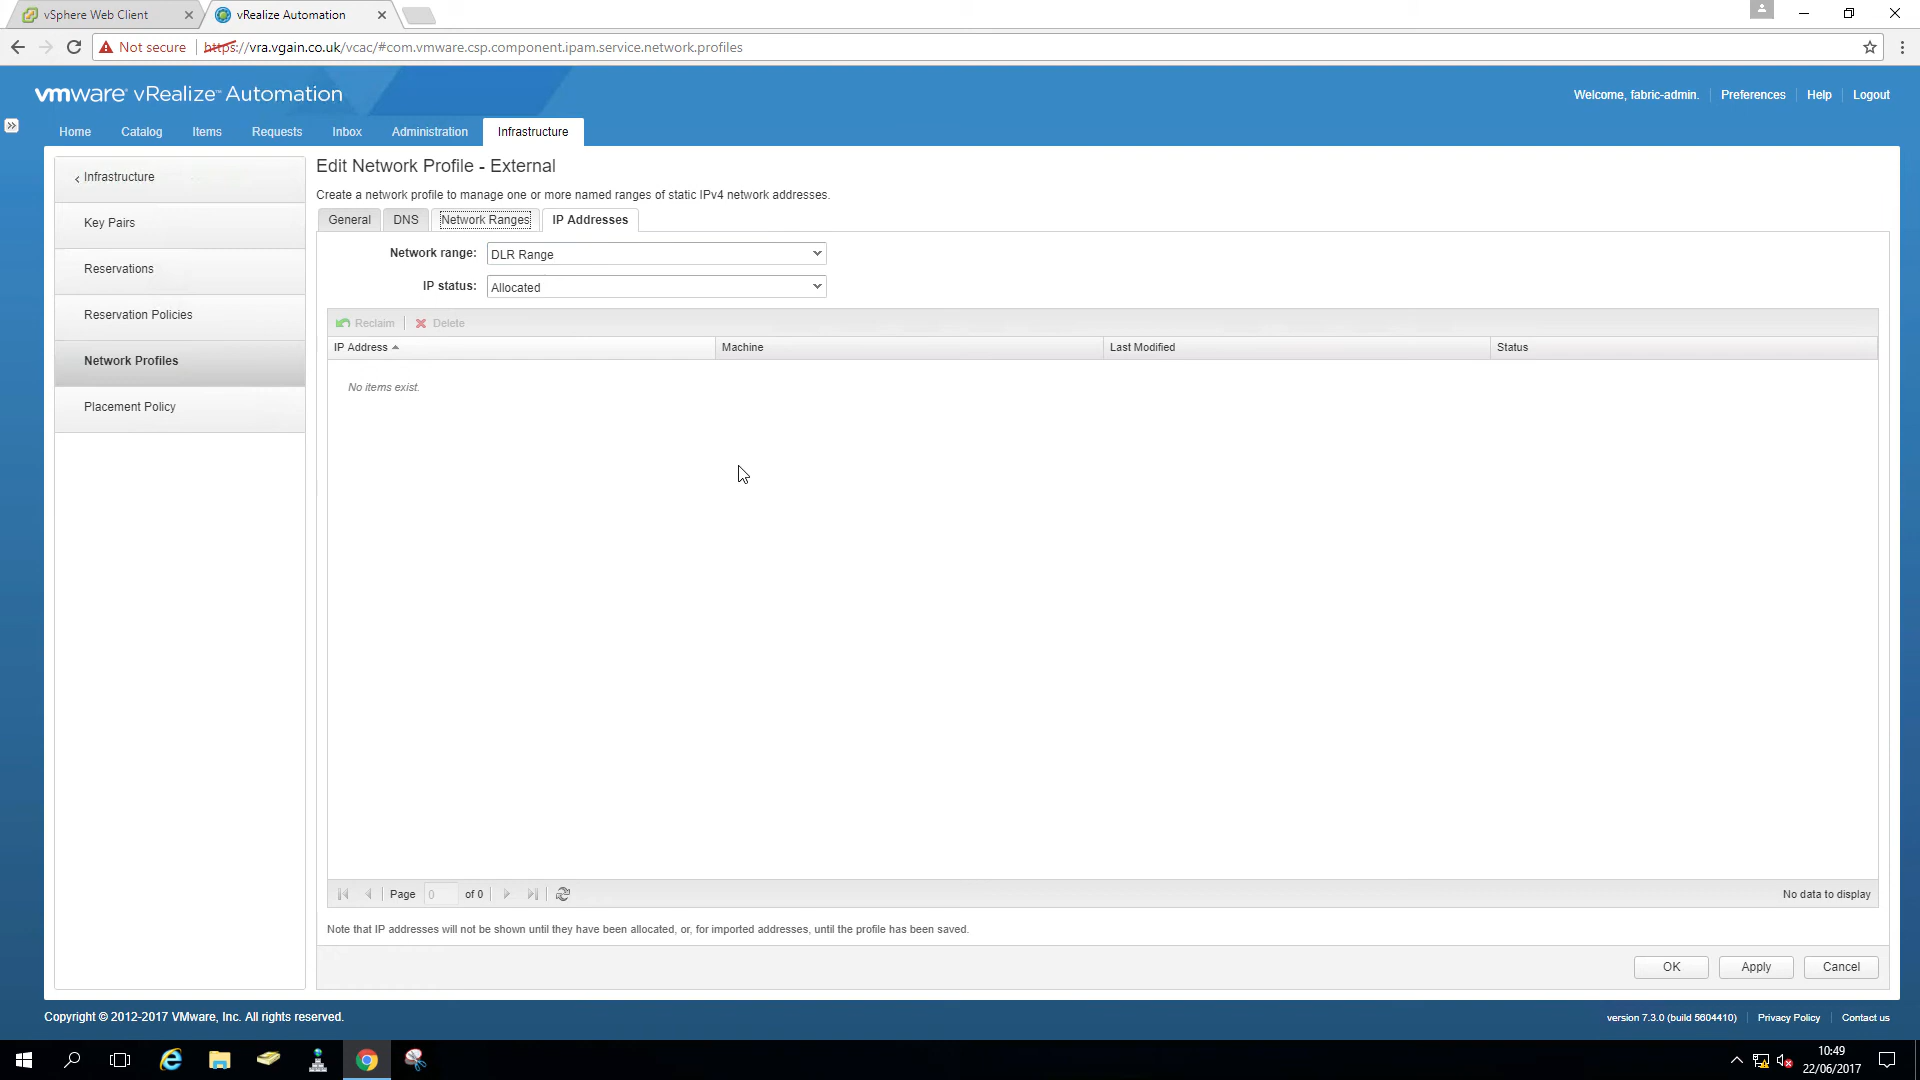 vSphere Web Client
vRealize Automation
Not secure
https://vra.vgain.co.uk/vcac/#com.vmware.csp.component.ipam.service.network.profiles
vmware® vRealize™ Automation
Welcome, fabric-admin.
Preferences
Help
Logout
Home
Catalog
Items
Requests
Inbox
Administration
Infrastructure
< Infrastructure
Key Pairs
Reservations
Reservation Policies
Network Profiles
Placement Policy
Edit Network Profile - External
Create a network profile to manage one or more named ranges of static IPv4 network addresses.
General
DNS
Network Ranges
IP Addresses
Network range: DLR Range
IP status: Allocated
Reclaim
Delete
IP Address
Machine
Last Modified
Status
No items exist.
Page 0 of 0
No data to display
Note that IP addresses will not be shown until they have been allocated, or, for imported addresses, until the profile has been saved.
OK
Apply
Cancel
Copyright © 2012-2017 VMware, Inc. All rights reserved.
version 7.3.0 (build 5604410)
Privacy Policy
Contact us
10:49
22/06/2017